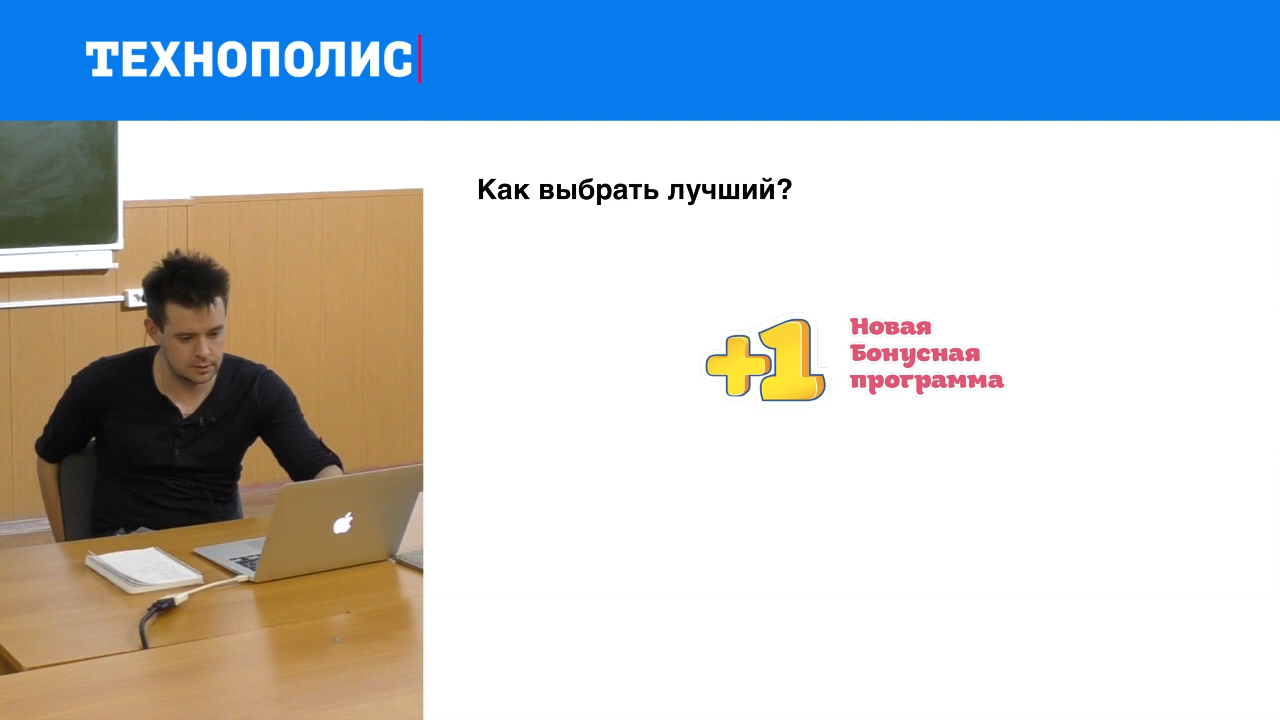 ТЕХНОПОЛИС
Как выбрать лучший?
+1
Новая
Бонусная
программа